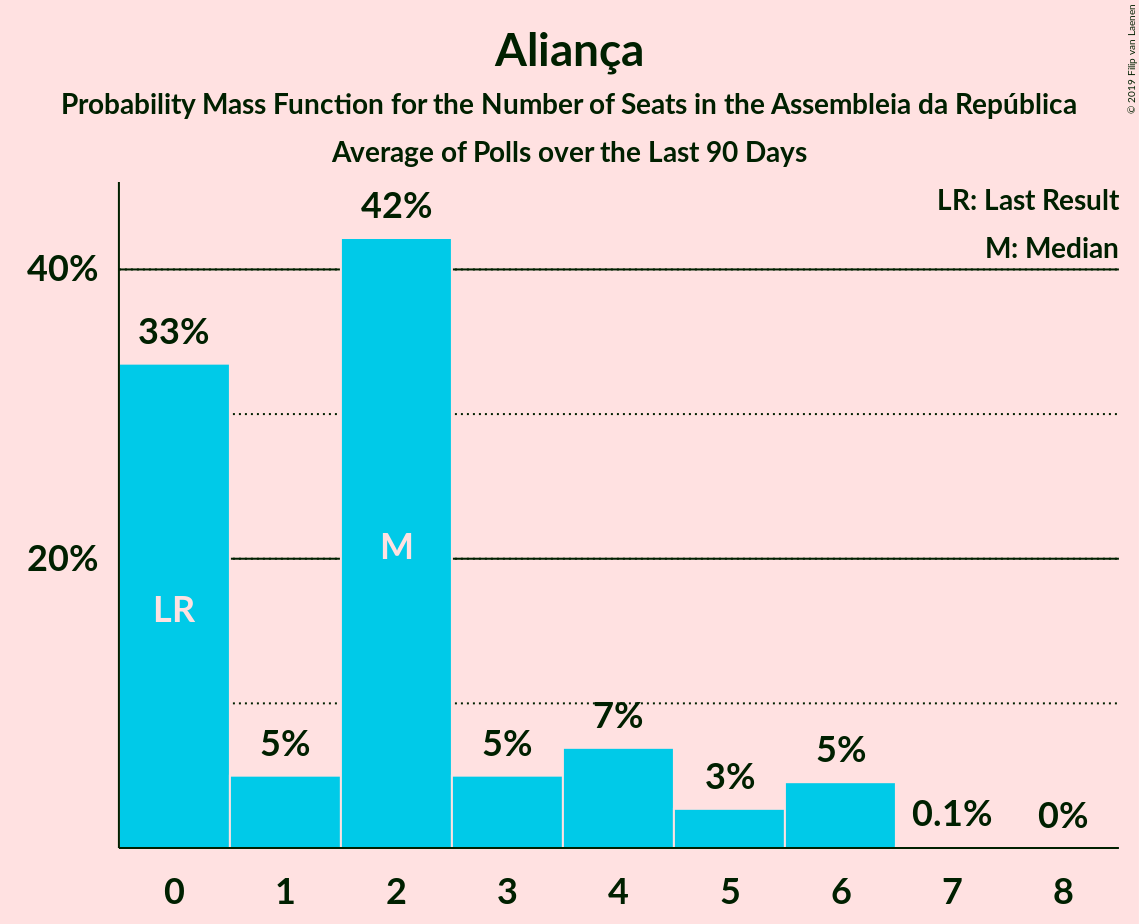 Aliança
Probability Mass Function for the Number of Seats in the Assembleia da República
Average of Polls over the Last 90 Days
© 2019 Filip van Laenen
LR: Last Result
M: Median
42%
40%
33%
M
20%
LR
7%
5%
5%
5%
3%
0.1%
0%
0 1 2 3 4 5 6 7 8